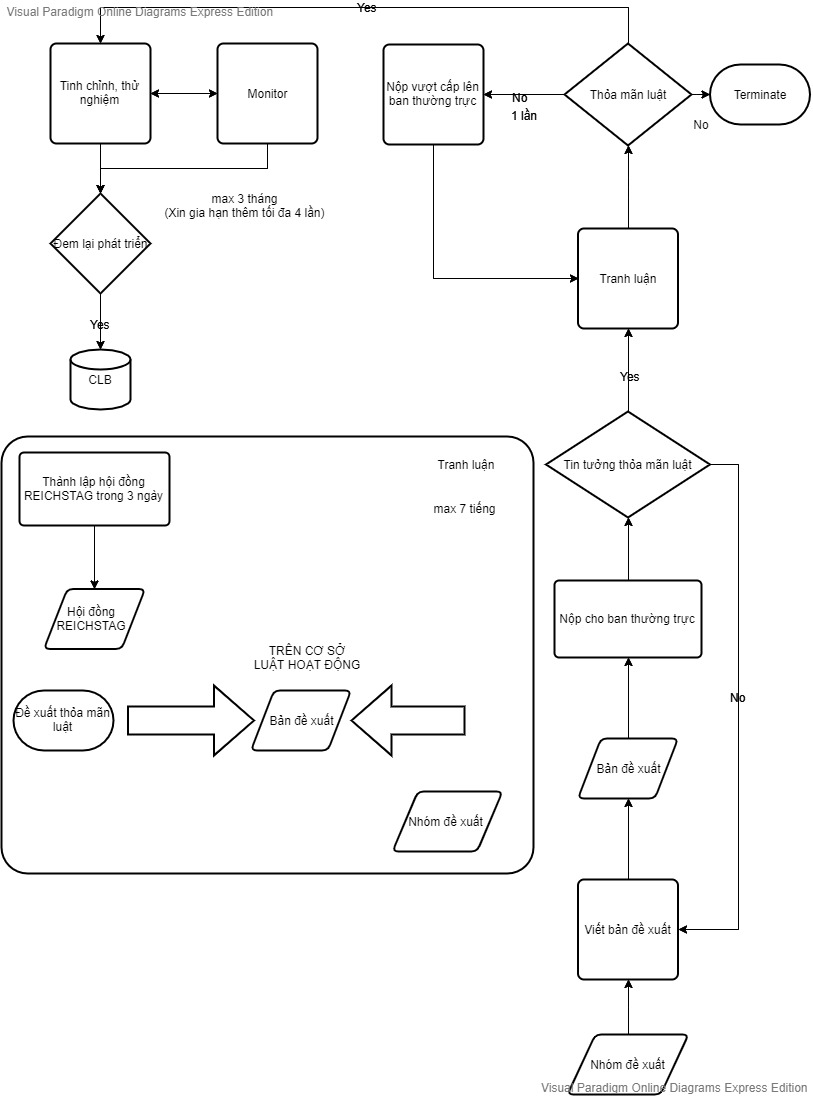 Visual Paradigm Online Diagrams Express Edition
Yes
Tinh chỉnh, thử
nghiệm
Monitor
Nộp vượt cấp lên
ban thường trực
No
1 lần
Thỏa mãn luật
No
Terminate
max 3 tháng
(Xin gia hạn thêm tối đa 4 lần)
Đem lại phát triển
Tranh luận
Yes
CLB
Yes
Tin tưởng thỏa mãn luật
Thành lập hội đồng
REICHSTAG trong 3 ngày
Tranh luận
max 7 tiếng
Hội đồng
REICHSTAG
Nộp cho ban thường trực
TRÊN CƠ SỞ
LUẬT HOẠT ĐỘNG
Đề xuất thỏa mãn
luật
Bản đề xuất
No
Bản đề xuất
Nhóm đề xuất
Viết bản đề xuất
Nhóm đề xuất
Visual Paradigm Online Diagrams Express Edition